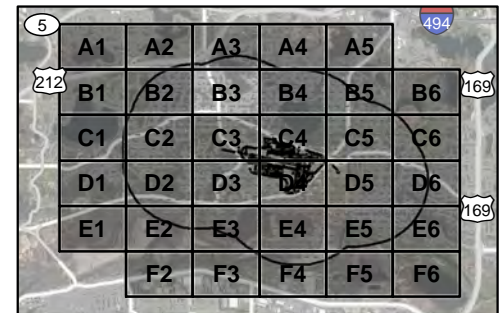 5
494
A1 A2 A3 A4 A5
212
169
B1 B2 B3 B4 B5 B6
C1 C2 C3 C4 C5 C6
D1 D2 D3 D4 D5 D6
169
E1 E2 E3 E4 E5 E6
F2 F3 F4 F5 F6